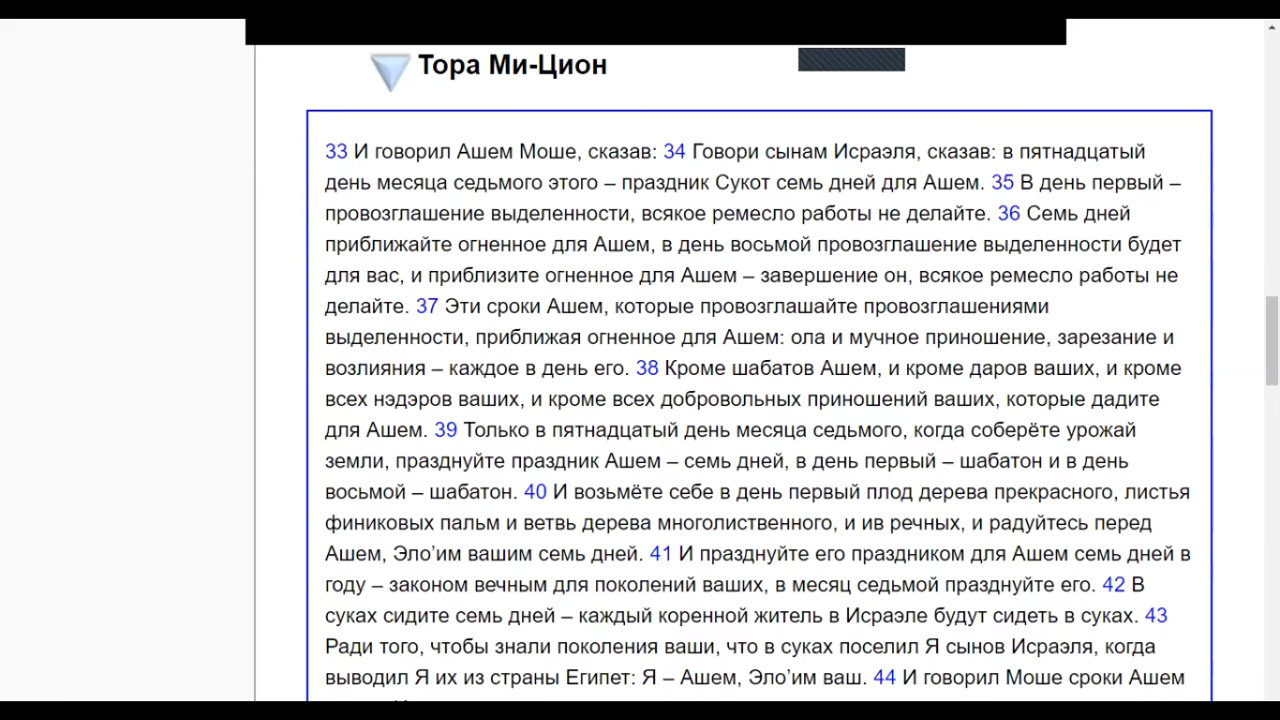 Тора Ми-Цион
33 И говорил Ашем Моше, сказав: 34 Говори сынам Исраэля, сказав: в пятнадцатый
день месяца седьмого этого – праздник Сукот семь дней для Ашем. 35 В день первый –
провозглашение выделенности, всякое ремесло работы не делайте. 36 Семь дней
приближайте огненное для Ашем, в день восьмой провозглашение выделенности будет
для вас, и приблизите огненное для Ашем – завершение он, всякое ремесло работы не
делайте. 37 Эти сроки Ашем, которые провозглашайте провозглашениями
выделенности, приближая огненное для Ашем: ола и мучное приношение, зарезание и
возлияния – каждое в день его. 38 Кроме шабатов Ашем, и кроме даров ваших, и кроме
всех нэдэров ваших, и кроме всех добровольных приношений ваших, которые дадите
для Ашем. 39 Только в пятнадцатый день месяца седьмого, когда соберёте урожай
земли, празднуйте праздник Ашем – семь дней, в день первый – шабатон и в день
восьмой – шабатон. 40 И возьмёте себе в день первый плод дерева прекрасного, листья
финиковых пальм и ветвь дерева многолиственного, и ив речных, и радуйтесь перед
Ашем, Эло’им вашим семь дней. 41 И празднуйте его праздником для Ашем семь дней в
году – законом вечным для поколений ваших, в месяц седьмой празднуйте его. 42 В
суках сидите семь дней – каждый коренной житель в Исраэле будут сидеть в суках. 43
Ради того, чтобы знали поколения ваши, что в суках поселил Я сынов Исраэля, когда
выводил Я их из страны Египет: Я – Ашем, Эло’им ваш. 44 И говорил Моше сроки Ашем